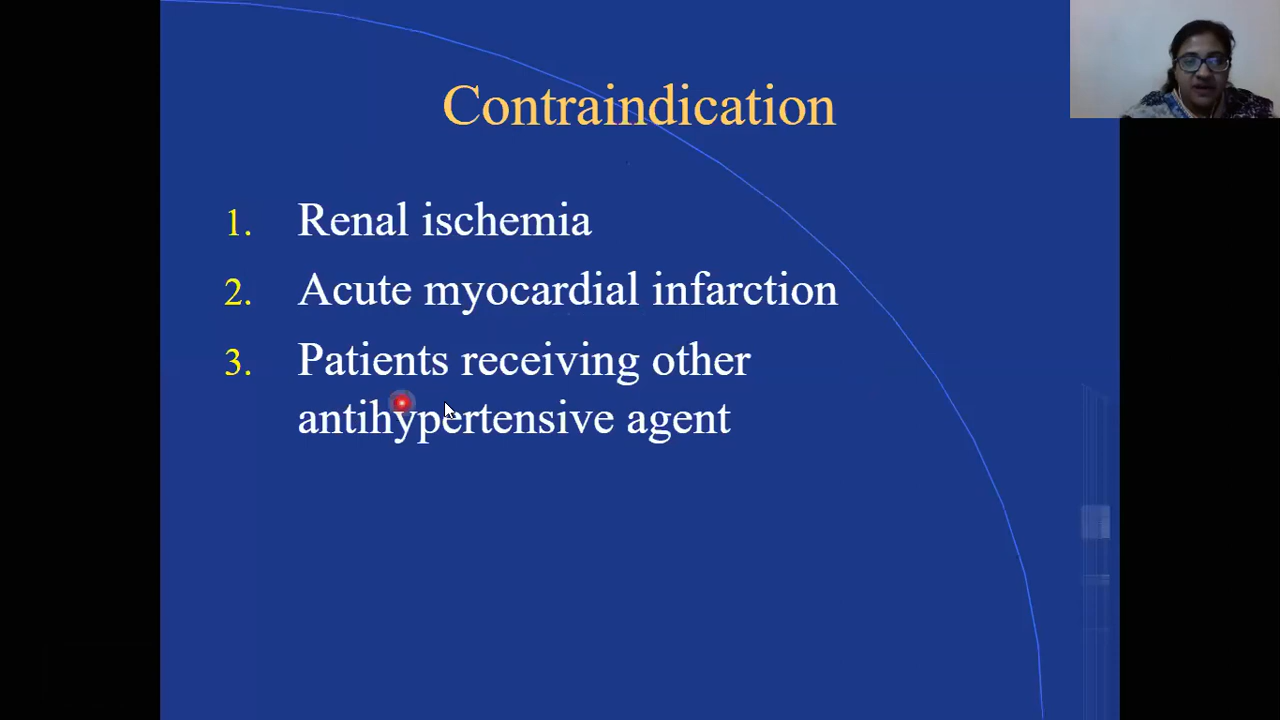 Contraindication
1. Renal ischemia
2. Acute myocardial infarction
3. Patients receiving other
antihypertensive agent